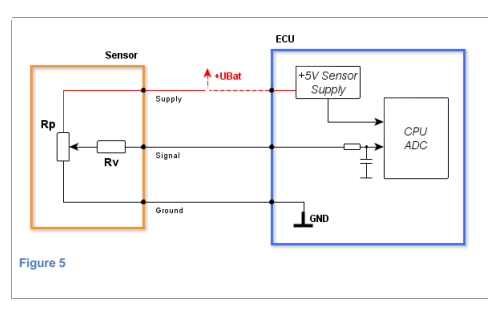 ECU
Sensor
+UBat
+5V Sensor
Supply
Supply
Rp
CPU
ADC
Signal
Rv
Ground
GND
Figure 5